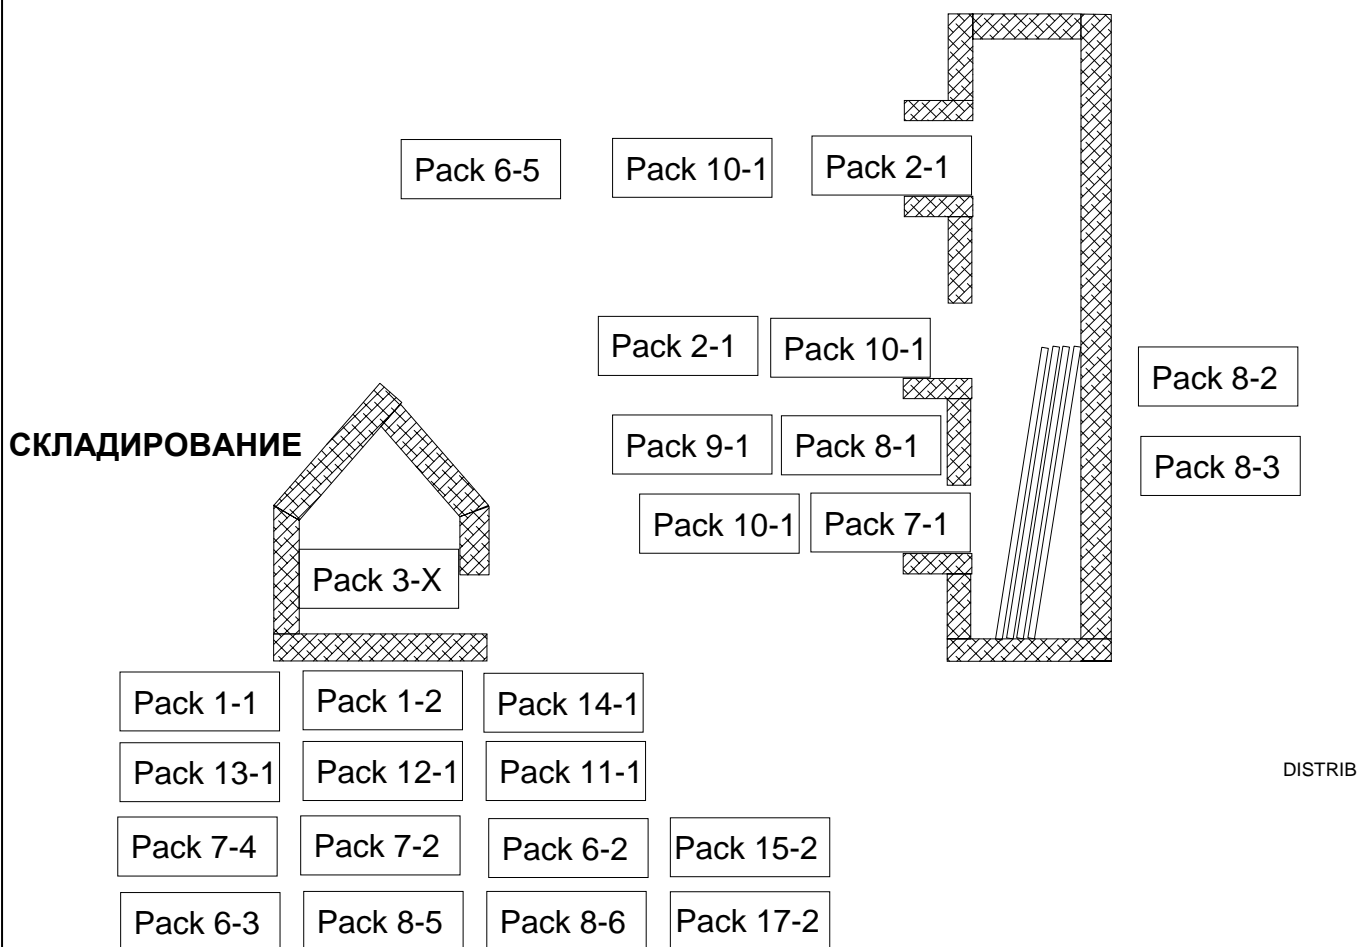 Pack 6-5 Pack 10-1 Pack 2-1
Pack 2-1 Pack 10-1
Pack 8-2
СКЛАДИРОВАНИЕ
Pack 9-1 Pack 8-1
Pack 8-3
Pack 10-1 Pack 7-1
Pack 3-X
Pack 1-1 Pack 1-2 Pack 14-1
Pack 13-1 Pack 12-1 Pack 11-1
DISTRIB
Pack 7-4 Pack 7-2 Pack 6-2 Pack 15-2
Pack 6-3 Pack 8-5 Pack 8-6 Pack 17-2